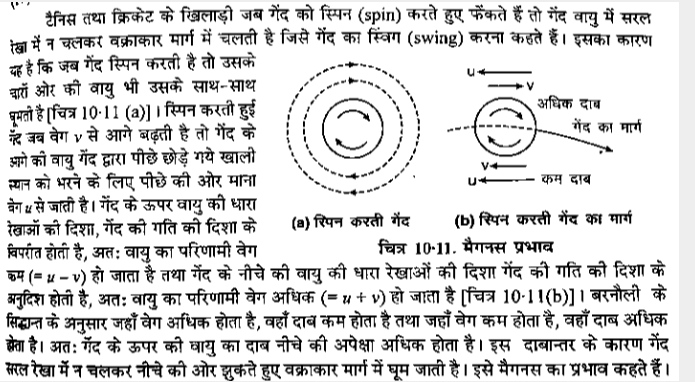 टैनिस तथा क्रिकेट के खिलाड़ी जब गेंद को स्पिन (spin) करते हुए फेंकते हैं तो गेंद वायु में सरल
रेखा में न चलकर वक्राकार मार्ग में चलती है जिसे गेंद का स्विंग (swing) करना कहते हैं। इसका कारण
यह है कि जब गेंद स्पिन करती है तो उसके
चारों ओर की वायु भी उसके साथ-साथ
घूमती है [चित्र 10·11 (a)]। स्पिन करती हुई
गेंद जब वेग v से आगे बढ़ती है तो गेंद के
आगे की वायु गेंद द्वारा पीछे छोड़े गये खाली
स्थान को भरने के लिए पीछे की ओर माना
वेग u से जाती है। गेंद के ऊपर वायु की धारा
रेखाओं की दिशा, गेंद की गति की दिशा के
विपरीत होती है, अत: वायु का परिणामी वेग
u
v
अधिक दाब
गेंद का मार्ग
v
u
कम दाब
(a) स्पिन करती गेंद
(b) स्पिन करती गेंद का मार्ग
चित्र 10·11. मैगनस प्रभाव
कम (= u – v) हो जाता है तथा गेंद के नीचे की वायु की धारा रेखाओं की दिशा गेंद की गति की दिशा के
अनुदिश होती है, अत: वायु का परिणामी वेग अधिक (= u + v) हो जाता है [चित्र 10·11(b)]। बरनौली के
सिद्धान्त के अनुसार जहाँ वेग अधिक होता है, वहाँ दाब कम होता है तथा जहाँ वेग कम होता है, वहाँ दाब अधिक
होता है। अत: गेंद के ऊपर की वायु का दाब नीचे की अपेक्षा अधिक होता है। इस दाबान्तर के कारण गेंद
सरल रेखा में न चलकर नीचे की ओर झुकते हुए वक्राकार मार्ग में घूम जाती है। इसे मैगनस का प्रभाव कहते हैं।